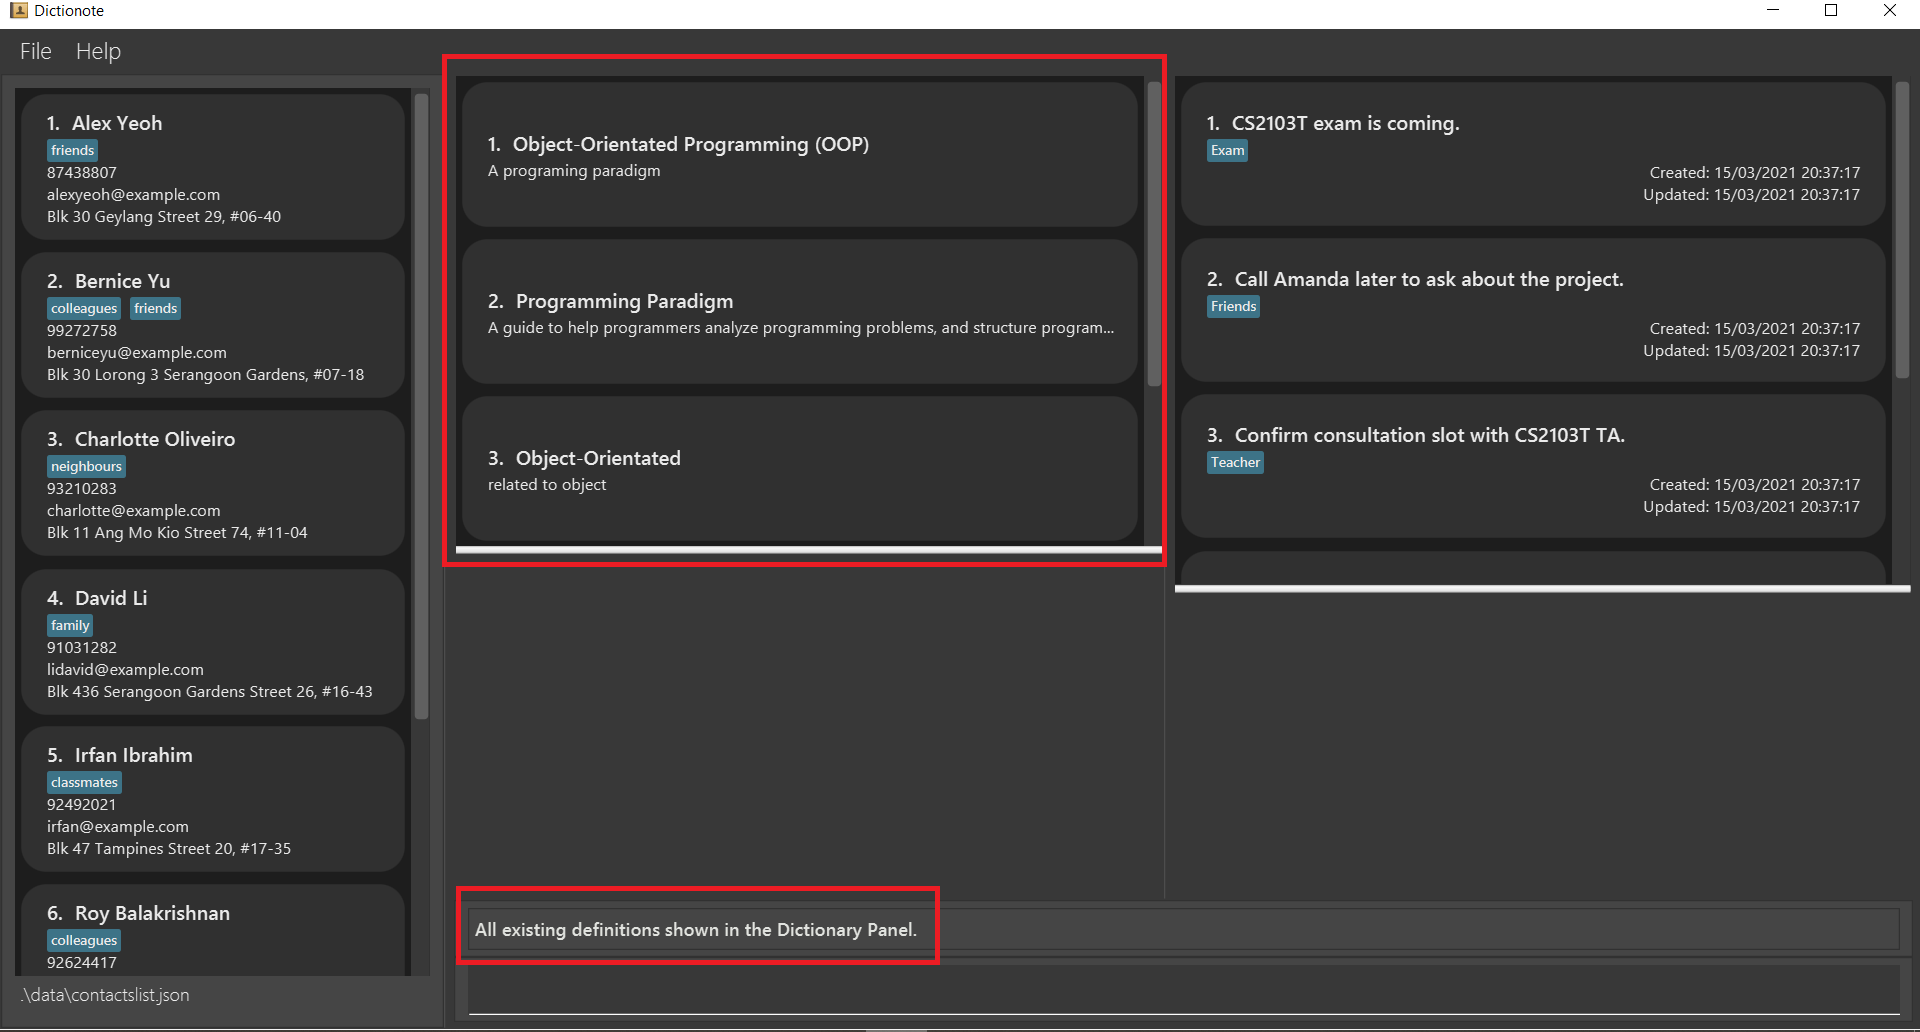 Dictionote
File Help
1. Alex Yeoh
friends
87438807
alexyeoh@example.com
Blk 30 Geylang Street 29, #06-40
2. Bernice Yu
colleagues friends
99272758
berniceyu@example.com
Blk 30 Lorong 3 Serangoon Gardens, #07-18
3. Charlotte Oliveiro
neighbours
93210283
charlotte@example.com
Blk 11 Ang Mo Kio Street 74, #11-04
4. David Li
family
91031282
lidavid@example.com
Blk 436 Serangoon Gardens Street 26, #16-43
5. Irfan Ibrahim
classmates
92492021
irfan@example.com
Blk 47 Tampines Street 20, #17-35
6. Roy Balakrishnan
colleagues
92624417
.\data\contactslist.json
1. Object-Orientated Programming (OOP)
A programing paradigm
2. Programming Paradigm
A guide to help programmers analyze programming problems, and structure program...
3. Object-Orientated
related to object
1. CS2103T exam is coming.
Exam
Created: 15/03/2021 20:37:17
Updated: 15/03/2021 20:37:17
2. Call Amanda later to ask about the project.
Friends
Created: 15/03/2021 20:37:17
Updated: 15/03/2021 20:37:17
3. Confirm consultation slot with CS2103T TA.
Teacher
Created: 15/03/2021 20:37:17
Updated: 15/03/2021 20:37:17
All existing definitions shown in the Dictionary Panel.